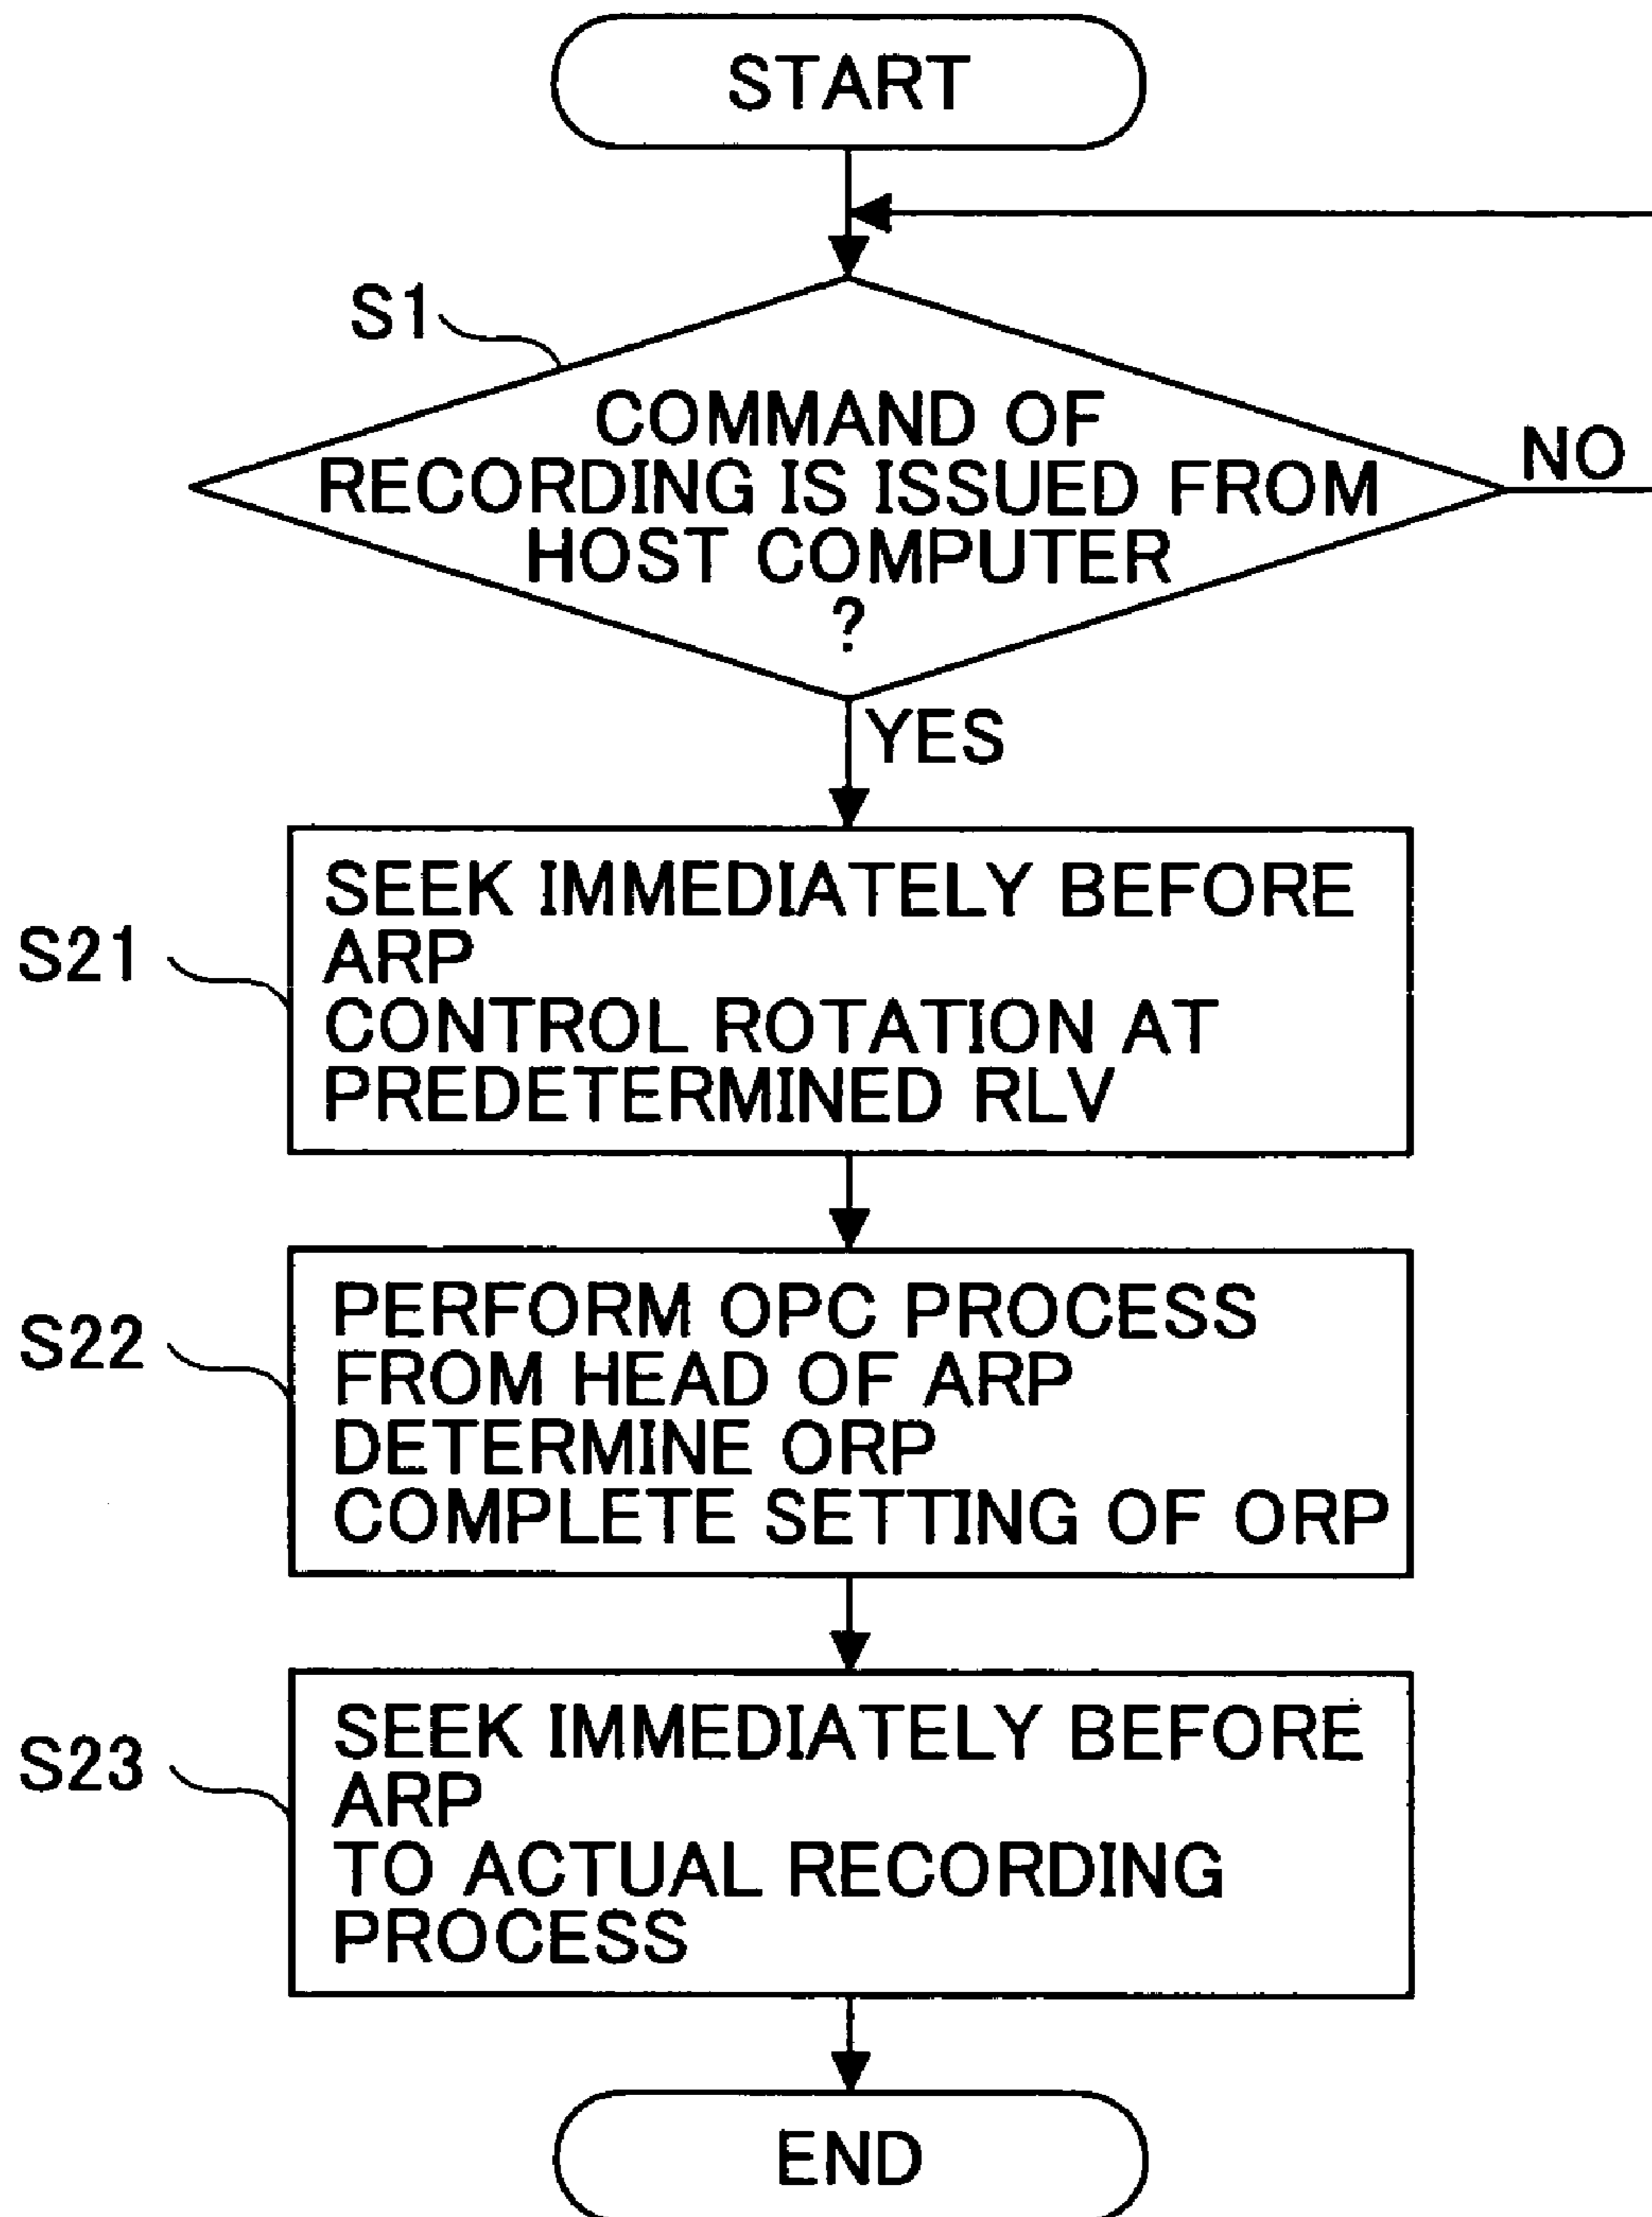 START
S1
COMMAND OF
RECORDING IS ISSUED FROM
HOST COMPUTER
?
NO
YES
S21
SEEK IMMEDIATELY BEFORE
ARP
CONTROL ROTATION AT
PREDETERMINED RLV
S22
PERFORM OPC PROCESS
FROM HEAD OF ARP
DETERMINE ORP
COMPLETE SETTING OF ORP
S23
SEEK IMMEDIATELY BEFORE
ARP
TO ACTUAL RECORDING
PROCESS
END